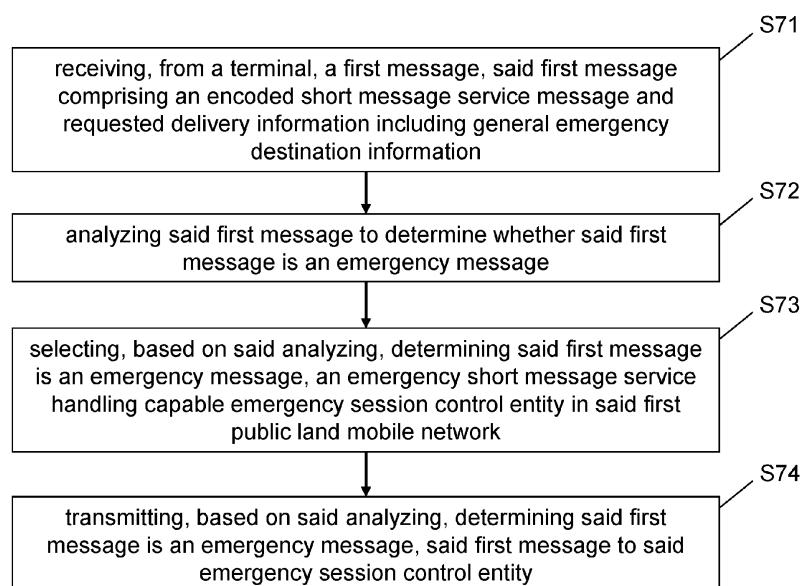 S71
receiving, from a terminal, a first message, said first message
comprising an encoded short message service message and
requested delivery information including general emergency
destination information
S72
analyzing said first message to determine whether said first
message is an emergency message
S73
selecting, based on said analyzing, determining said first message
is an emergency message, an emergency short message service
handling capable emergency session control entity in said first
public land mobile network
S74
transmitting, based on said analyzing, determining said first
message is an emergency message, said first message to said
emergency session control entity